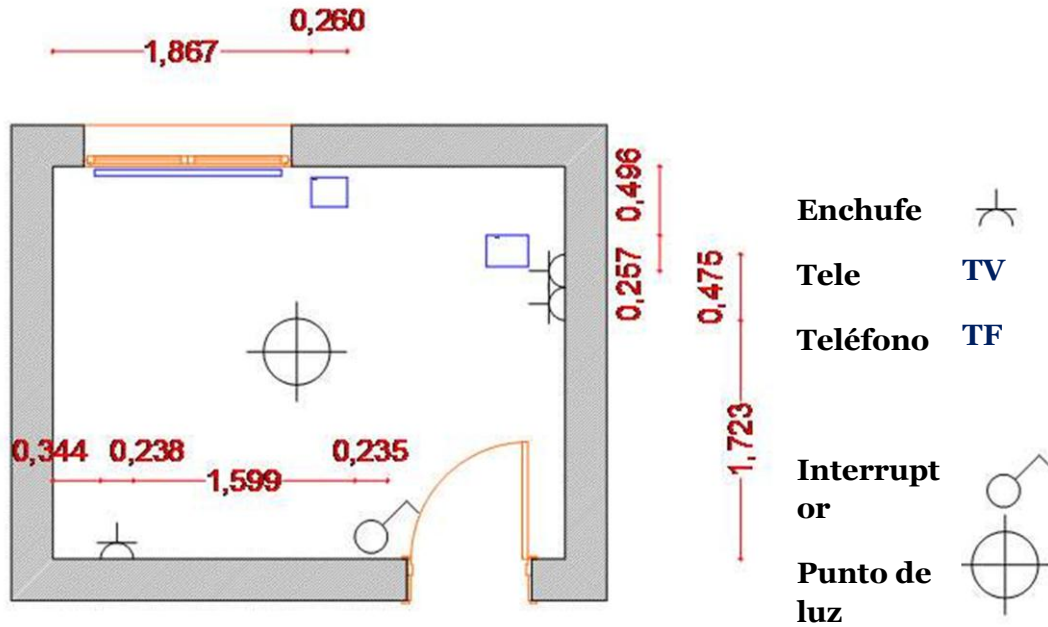 0,260
1,867
0,496
0,257
0,475
1,723
0,344
0,238
0,235
1,599
Enchufe
Tele TV
Teléfono TF
Interrupt
or
Punto de
luz